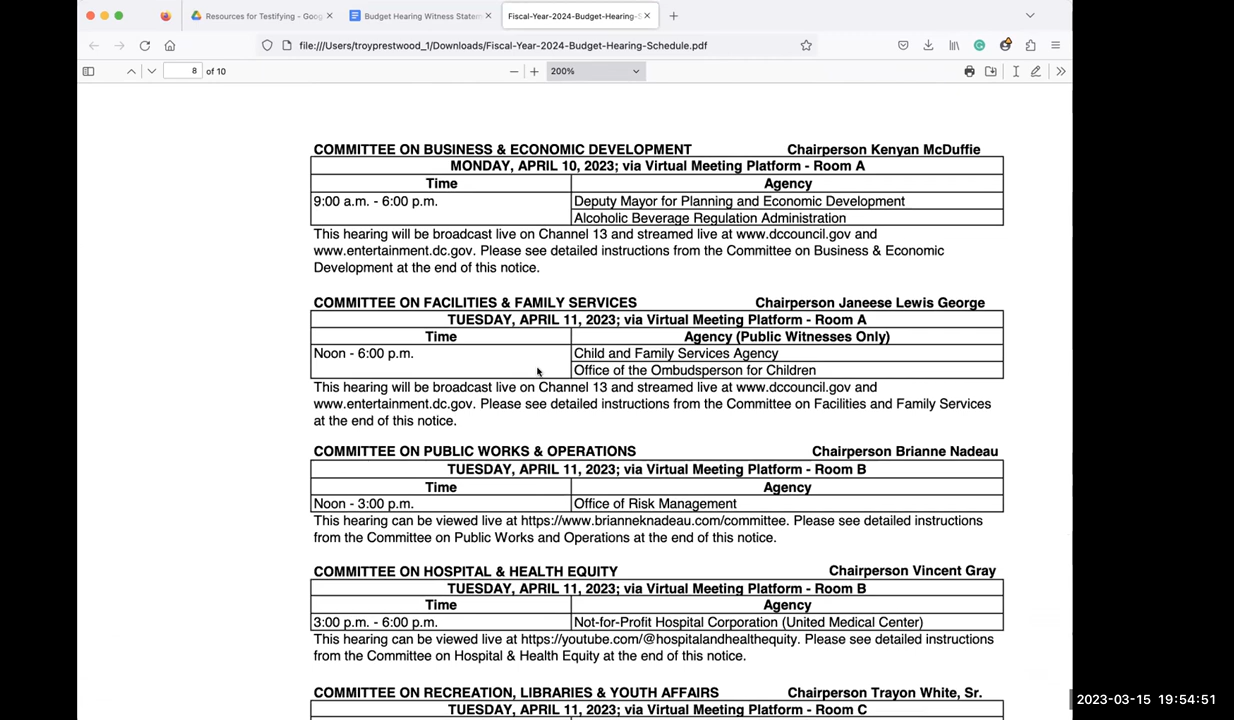 Resources for Testifying - Goog
Budget Hearing Witness Statem
Fiscal-Year-2024-Budget-Hearing-S
file:///Users/troyprestwood_1/Downloads/Fiscal-Year-2024-Budget-Hearing-Schedule.pdf
8 of 10
200%
COMMITTEE ON BUSINESS & ECONOMIC DEVELOPMENT Chairperson Kenyan McDuffie
MONDAY, APRIL 10, 2023; via Virtual Meeting Platform - Room A
Time Agency
9:00 a.m. - 6:00 p.m. Deputy Mayor for Planning and Economic Development
Alcoholic Beverage Regulation Administration
This hearing will be broadcast live on Channel 13 and streamed live at www.dccouncil.gov and
www.entertainment.dc.gov. Please see detailed instructions from the Committee on Business & Economic
Development at the end of this notice.
COMMITTEE ON FACILITIES & FAMILY SERVICES Chairperson Janeese Lewis George
TUESDAY, APRIL 11, 2023; via Virtual Meeting Platform - Room A
Time Agency (Public Witnesses Only)
Noon - 6:00 p.m. Child and Family Services Agency
Office of the Ombudsperson for Children
This hearing will be broadcast live on Channel 13 and streamed live at www.dccouncil.gov and
www.entertainment.dc.gov. Please see detailed instructions from the Committee on Facilities and Family Services
at the end of this notice.
COMMITTEE ON PUBLIC WORKS & OPERATIONS Chairperson Brianne Nadeau
TUESDAY, APRIL 11, 2023; via Virtual Meeting Platform - Room B
Time Agency
Noon - 3:00 p.m. Office of Risk Management
This hearing can be viewed live at https://www.brianneknadeau.com/committee. Please see detailed instructions
from the Committee on Public Works and Operations at the end of this notice.
COMMITTEE ON HOSPITAL & HEALTH EQUITY Chairperson Vincent Gray
TUESDAY, APRIL 11, 2023; via Virtual Meeting Platform - Room B
Time Agency
3:00 p.m. - 6:00 p.m. Not-for-Profit Hospital Corporation (United Medical Center)
This hearing can be viewed live at https://youtube.com/@hospitalandhealthequity. Please see detailed instructions
from the Committee on Hospital & Health Equity at the end of this notice.
COMMITTEE ON RECREATION, LIBRARIES & YOUTH AFFAIRS Chairperson Trayon White, Sr.
TUESDAY, APRIL 11, 2023; via Virtual Meeting Platform - Room C
2023-03-15 19:54:51